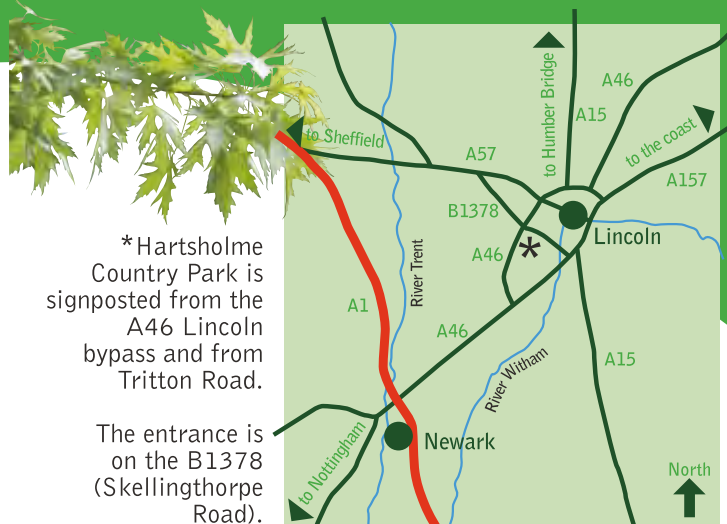 *Hartsholme
Country Park is
signposted from the
A46 Lincoln
bypass and from
Tritton Road.
The entrance is
on the B1378
(Skellingthorpe
Road).
to Sheffield
to Humber Bridge
A46
A15
to the coast
A57
A157
B1378
*
Lincoln
A46
River Trent
A1
A46
River Witham
A15
Newark
to Nottingham
North